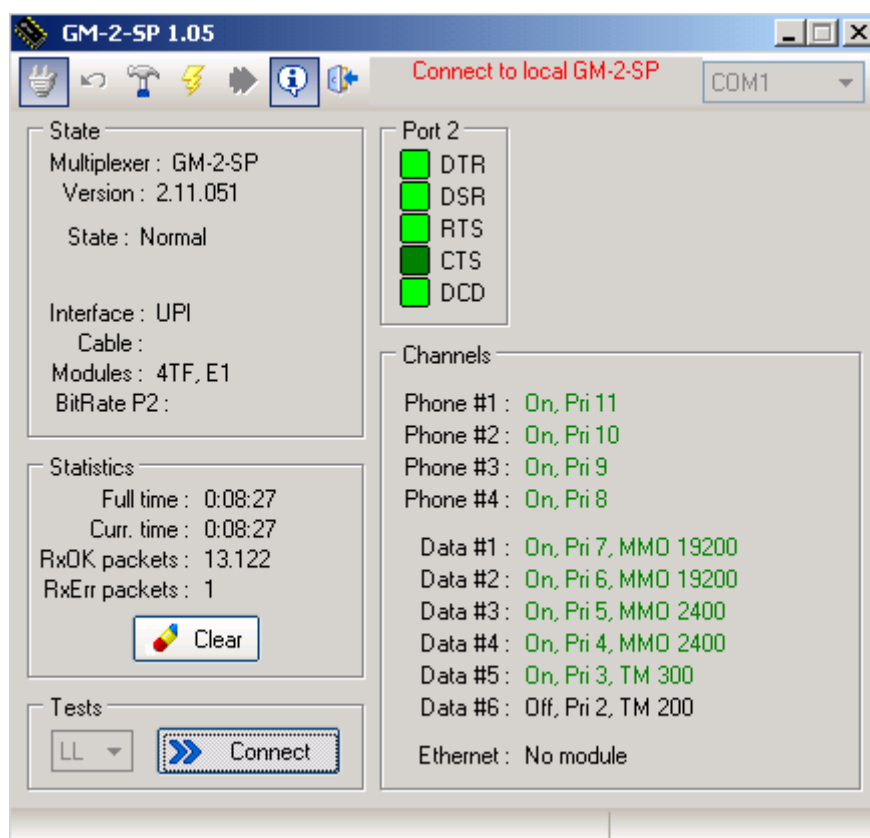 GM-2-SP 1.05
Connect to local GM-2-SP
COM1
State
Multiplexer : GM-2-SP
Version : 2.11.051
State : Normal
Interface : UPI
Cable :
Modules : 4TF, E1
BitRate P2 :
Statistics
Full time : 0:08:27
Curr. time : 0:08:27
RxOK packets : 13.122
RxErr packets : 1
Clear
Tests
LL
Connect
Port 2
DTR
DSR
RTS
CTS
DCD
Channels
Phone #1 : On, Pri 11
Phone #2 : On, Pri 10
Phone #3 : On, Pri 9
Phone #4 : On, Pri 8
Data #1 : On, Pri 7, MMO 19200
Data #2 : On, Pri 6, MMO 19200
Data #3 : On, Pri 5, MMO 2400
Data #4 : On, Pri 4, MMO 2400
Data #5 : On, Pri 3, TM 300
Data #6 : Off, Pri 2, TM 200
Ethernet : No module